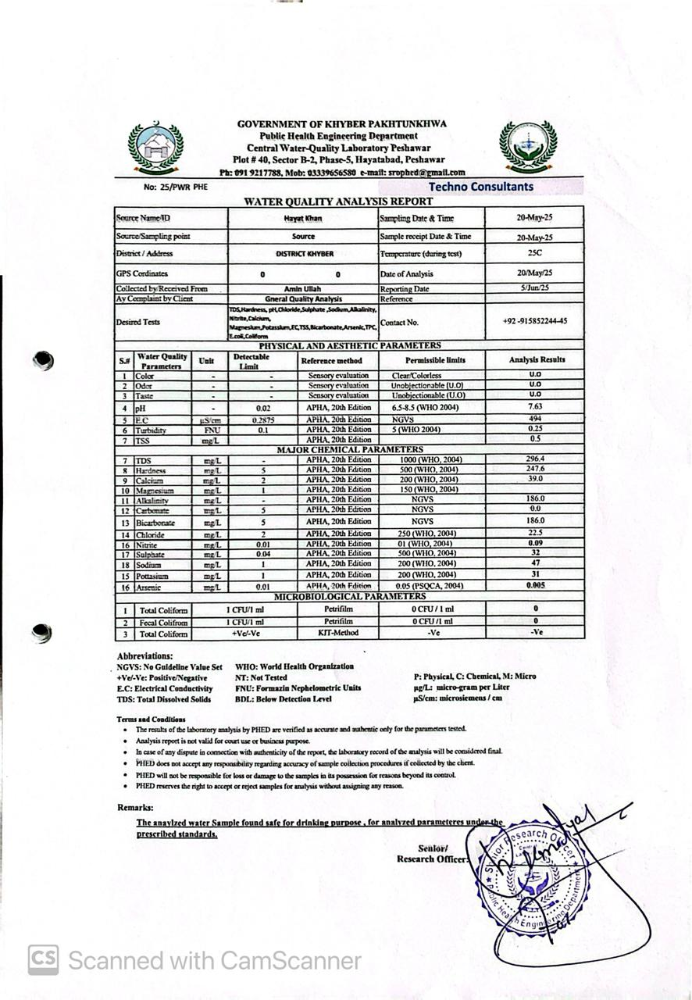 GOVERNMENT OF KHYBER PAKHTUNKHWA
Public Health Engineering Department
Central Water-Quality Laboratory Peshawar
Plot # 40, Sector B-2, Phase-5, Hayatabad, Peshawar
Ph: 091 9217788, Mob: 03339656580 e-mail: srophed@gmail.com
No: 25/PWR PHE Techno Consultants
WATER QUALITY ANALYSIS REPORT
Source Name/ID Hayat Khan Sampling Date & Time 20-May-25
Source/Sampling point Source Sample receipt Date & Time 20-May-25
District / Address DISTRICT KHYBER Temperature (during test) 25C
GPS Cordinates 0 0 Date of Analysis 20/May/25
Collected by/Received From Amin Ullah Reporting Date 5/Jun/25
Ay Complaint by Client Gneral Quality Analysis Reference
Desired Tests TDS,Hardness, pH,Chloride,Sulphate ,Sodium,Alkalinity,
Nitrite,Calcium,
Magnesium,Potassium,EC,TSS,Bicarbonate,Arsenic,TPC,
E.coli,Coliform Contact No. +92 -915852244-45
PHYSICAL AND AESTHETIC PARAMETERS
S.# Water Quality Parameters Unit Detectable Limit Reference method Permissible limits Analysis Results
1 Color - - Sensory evaluation Clear/Colorless U.O
2 Odor - - Sensory evaluation Unobjectionable (U.O) U.O
3 Taste - - Sensory evaluation Unobjectionable (U.O) U.O
4 pH - 0.02 APHA, 20th Edition 6.5-8.5 (WHO 2004) 7.63
5 E.C µS/cm 0.2875 APHA, 20th Edition NGVS 494
6 Turbidity FNU 0.1 APHA, 20th Edition 5 (WHO 2004) 0.25
7 TSS mg/L APHA, 20th Edition 0.5
MAJOR CHEMICAL PARAMETERS
7 TDS mg/L - APHA, 20th Edition 1000 (WHO, 2004) 296.4
8 Hardness mg/L 5 APHA, 20th Edition 500 (WHO, 2004) 247.6
9 Calcium mg/L 2 APHA, 20th Edition 200 (WHO, 2004) 39.0
10 Magnesium mg/L 1 APHA, 20th Edition 150 (WHO, 2004)
11 Alkalinity mg/L - APHA, 20th Edition NGVS 186.0
12 Carbonate mg/L 5 APHA, 20th Edition NGVS 0.0
13 Bicarbonate mg/L 5 APHA, 20th Edition NGVS 186.0
14 Chloride mg/L 2 APHA, 20th Edition 250 (WHO, 2004) 22.5
16 Nitrite mg/L 0.01 APHA, 20th Edition 01 (WHO, 2004) 0.09
17 Sulphate mg/L 0.04 APHA, 20th Edition 500 (WHO, 2004) 32
18 Sodium mg/L 1 APHA, 20th Edition 200 (WHO, 2004) 47
15 Pottasium mg/L 1 APHA, 20th Edition 200 (WHO, 2004) 31
16 Arsenic mg/L 0.01 APHA, 20th Edition 0.05 (PSQCA, 2004) 0.005
MICROBIOLOGICAL PARAMETERS
1 Total Coliform 1 CFU/1 ml Petrifilm 0 CFU / 1 ml 0
2 Fecal Colifrom 1 CFU/1 ml Petrifilm 0 CFU /1 ml 0
3 Total Coliform +Ve/-Ve KIT-Method -Ve -Ve
Abbreviations:
NGVS: No Guideline Value Set WHO: World Health Organization
+Ve/-Ve: Positive/Negative NT: Not Tested P: Physical, C: Chemical, M: Micro
E.C: Electrical Conductivity FNU: Formazin Nephelometric Units µg/L: micro-gram per Liter
TDS: Total Dissolved Solids BDL: Below Detection Level µS/cm: microsiemens / cm
Terms and Conditions
• The results of the laboratory analysis by PHED are verified as accurate and authentic only for the parameters tested.
• Analysis report is not valid for court use or business purpose.
• In case of any dispute in connection with authenticity of the report, the laboratory record of the analysis will be considered final.
• PHED does not accept any responsibility regarding accuracy of sample collection procedures if collected by the client.
• PHED will not be responsible for loss or damage to the samples in its possession for reasons beyond its control.
• PHED reserves the right to accept or reject samples for analysis without assigning any reason.
Remarks:
The anaylzed water Sample found safe for drinking purpose , for analyzed parameteres under the
prescribed standards.
Senior/
Research Officer:
Senior Research Officer
Public Health Engineering Department
CS Scanned with CamScanner